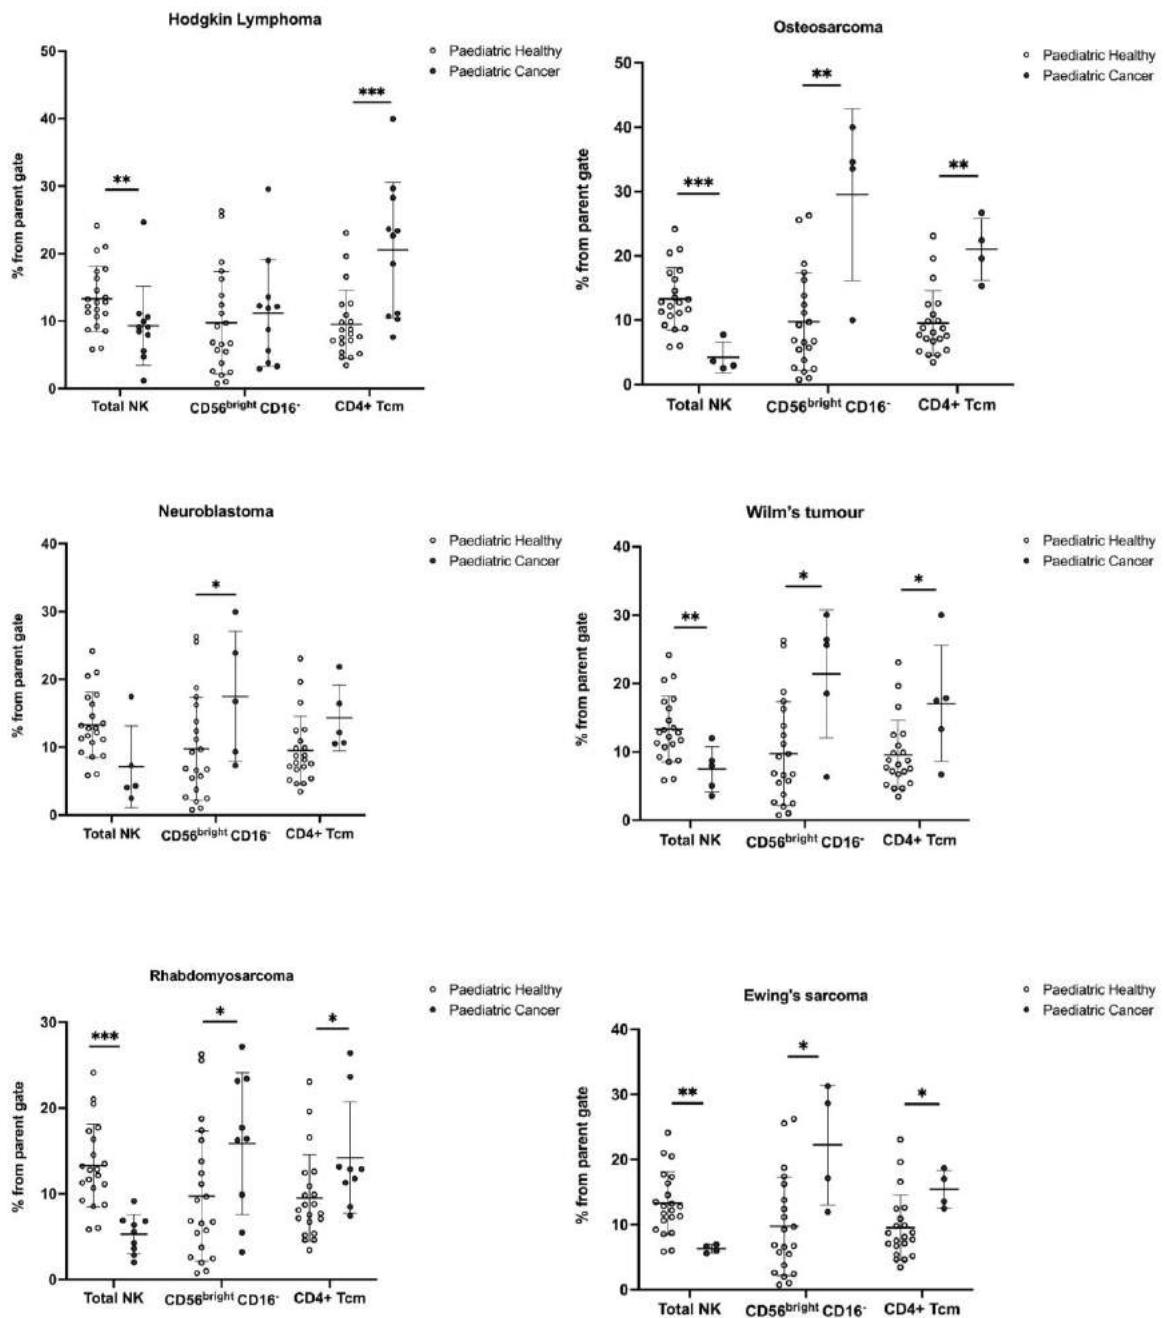 Hodgkin Lymphoma
Paediatric Healthy
Paediatric Cancer
% from parent gate
50
40
30
20
10
0
**
***
Total NK
CD56bright CD16-
CD4+ Tcm
Osteosarcoma
Paediatric Healthy
Paediatric Cancer
% from parent gate
50
40
30
20
10
0
***
**
**
Total NK
CD56bright CD16-
CD4+ Tcm
Neuroblastoma
Paediatric Healthy
Paediatric Cancer
% from parent gate
40
30
20
10
0
*
Total NK
CD56bright CD16-
CD4+ Tcm
Wilm's tumour
Paediatric Healthy
Paediatric Cancer
% from parent gate
40
30
20
10
0
**
*
*
Total NK
CD56bright CD16-
CD4+ Tcm
Rhabdomyosarcoma
Paediatric Healthy
Paediatric Cancer
% from parent gate
30
20
10
0
***
*
*
Total NK
CD56bright CD16-
CD4+ Tcm
Ewing's sarcoma
Paediatric Healthy
Paediatric Cancer
% from parent gate
40
30
20
10
0
**
*
*
Total NK
CD56bright CD16-
CD4+ Tcm